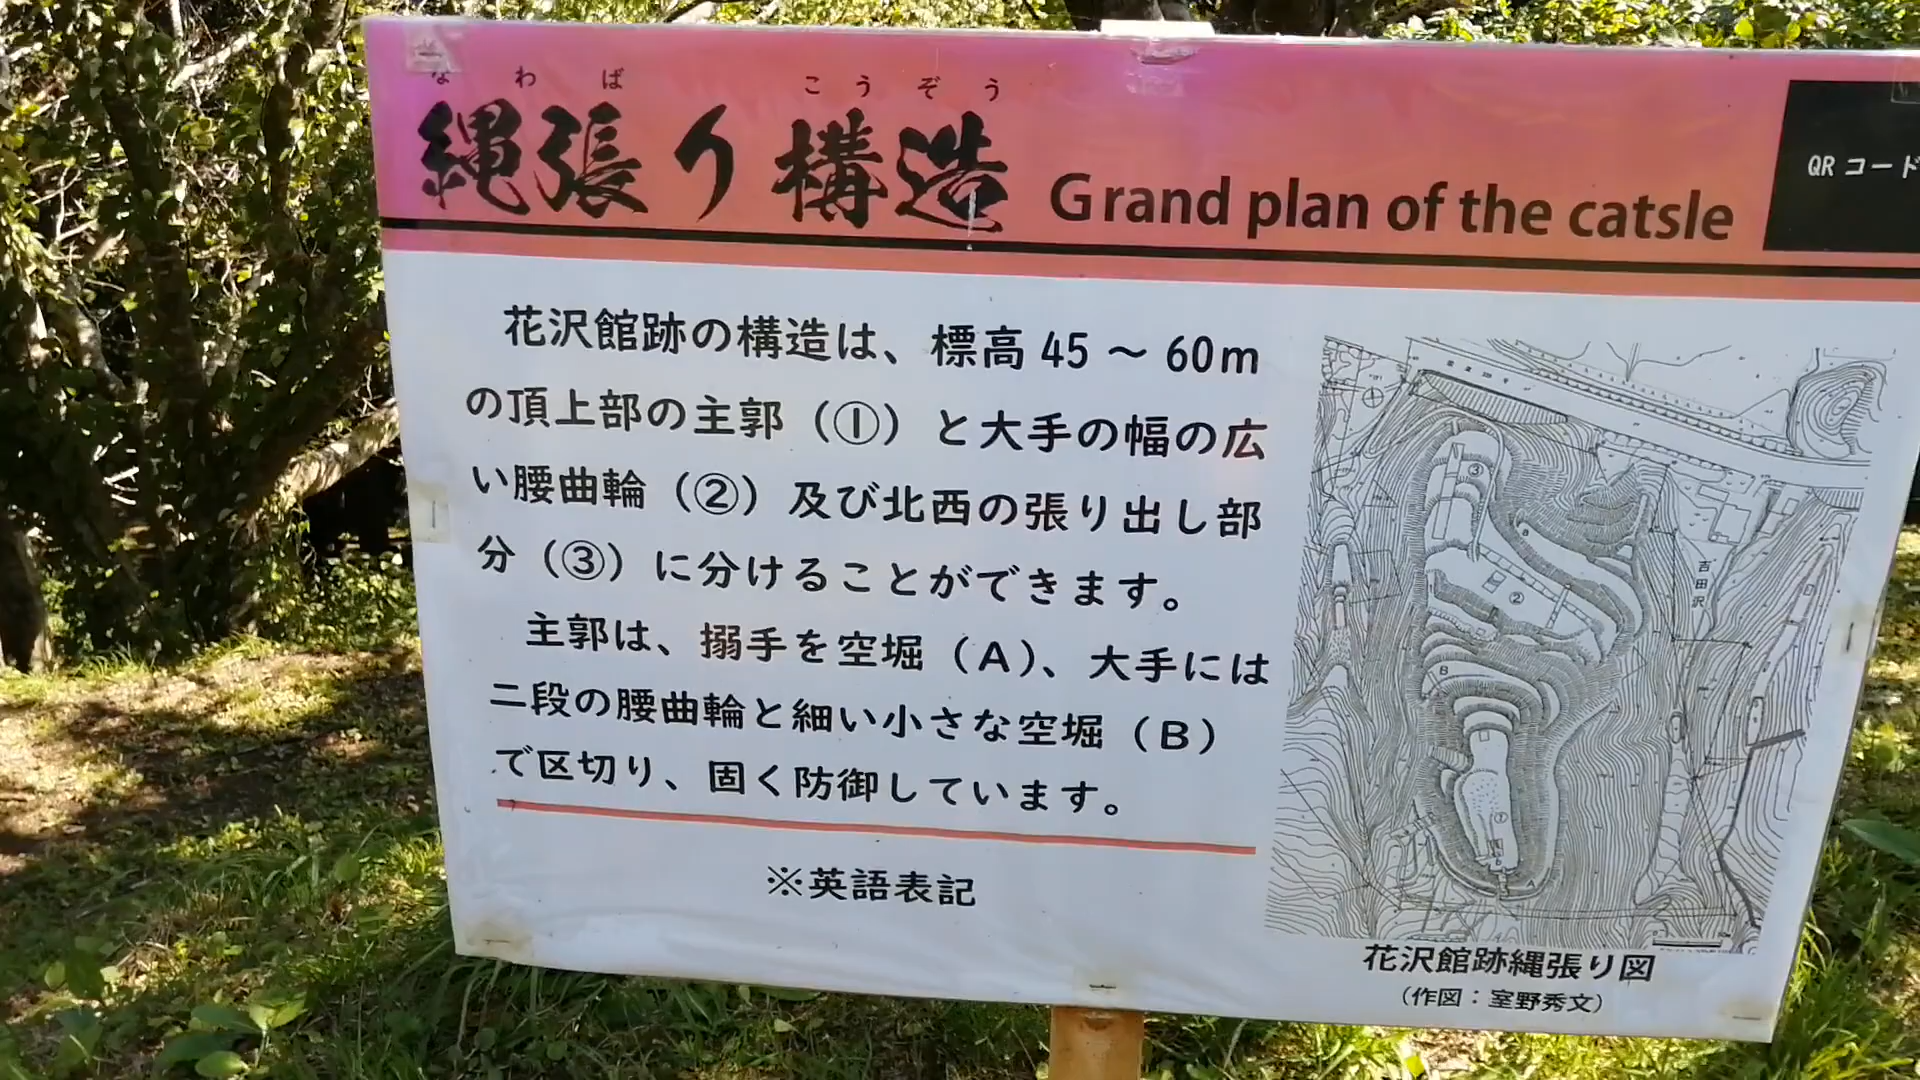 なわば こうぞう
縄張り構造 Grand plan of the catsle
QRコード
花沢館跡の構造は、標高45～60m
の頂上部の主郭（①）と大手の幅の広
い腰曲輪（②）及び北西の張り出し部
分（③）に分けることができます。
主郭は、搦手を空堀（A）、大手には
二段の腰曲輪と細い小さな空堀（B）
で区切り、固く防御しています。
※英語表記
③
②
吉田沢
B
①
A
花沢館跡縄張り図
（作図：室野秀文）